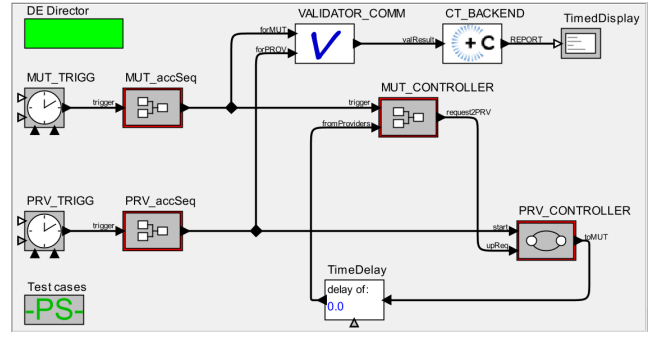 DE Director
VALIDATOR_COMM
CT_BACKEND
TimedDisplay
forMUT
forPROV
valResult
+ C
REPORT
MUT_TRIGG
MUT_accSeq
MUT_CONTROLLER
trigger
trigger
request2PRV
fromProviders
PRV_TRIGG
PRV_accSeq
PRV_CONTROLLER
trigger
start
toMUT
upReq
TimeDelay
Test cases
delay of:
-PS-
0.0